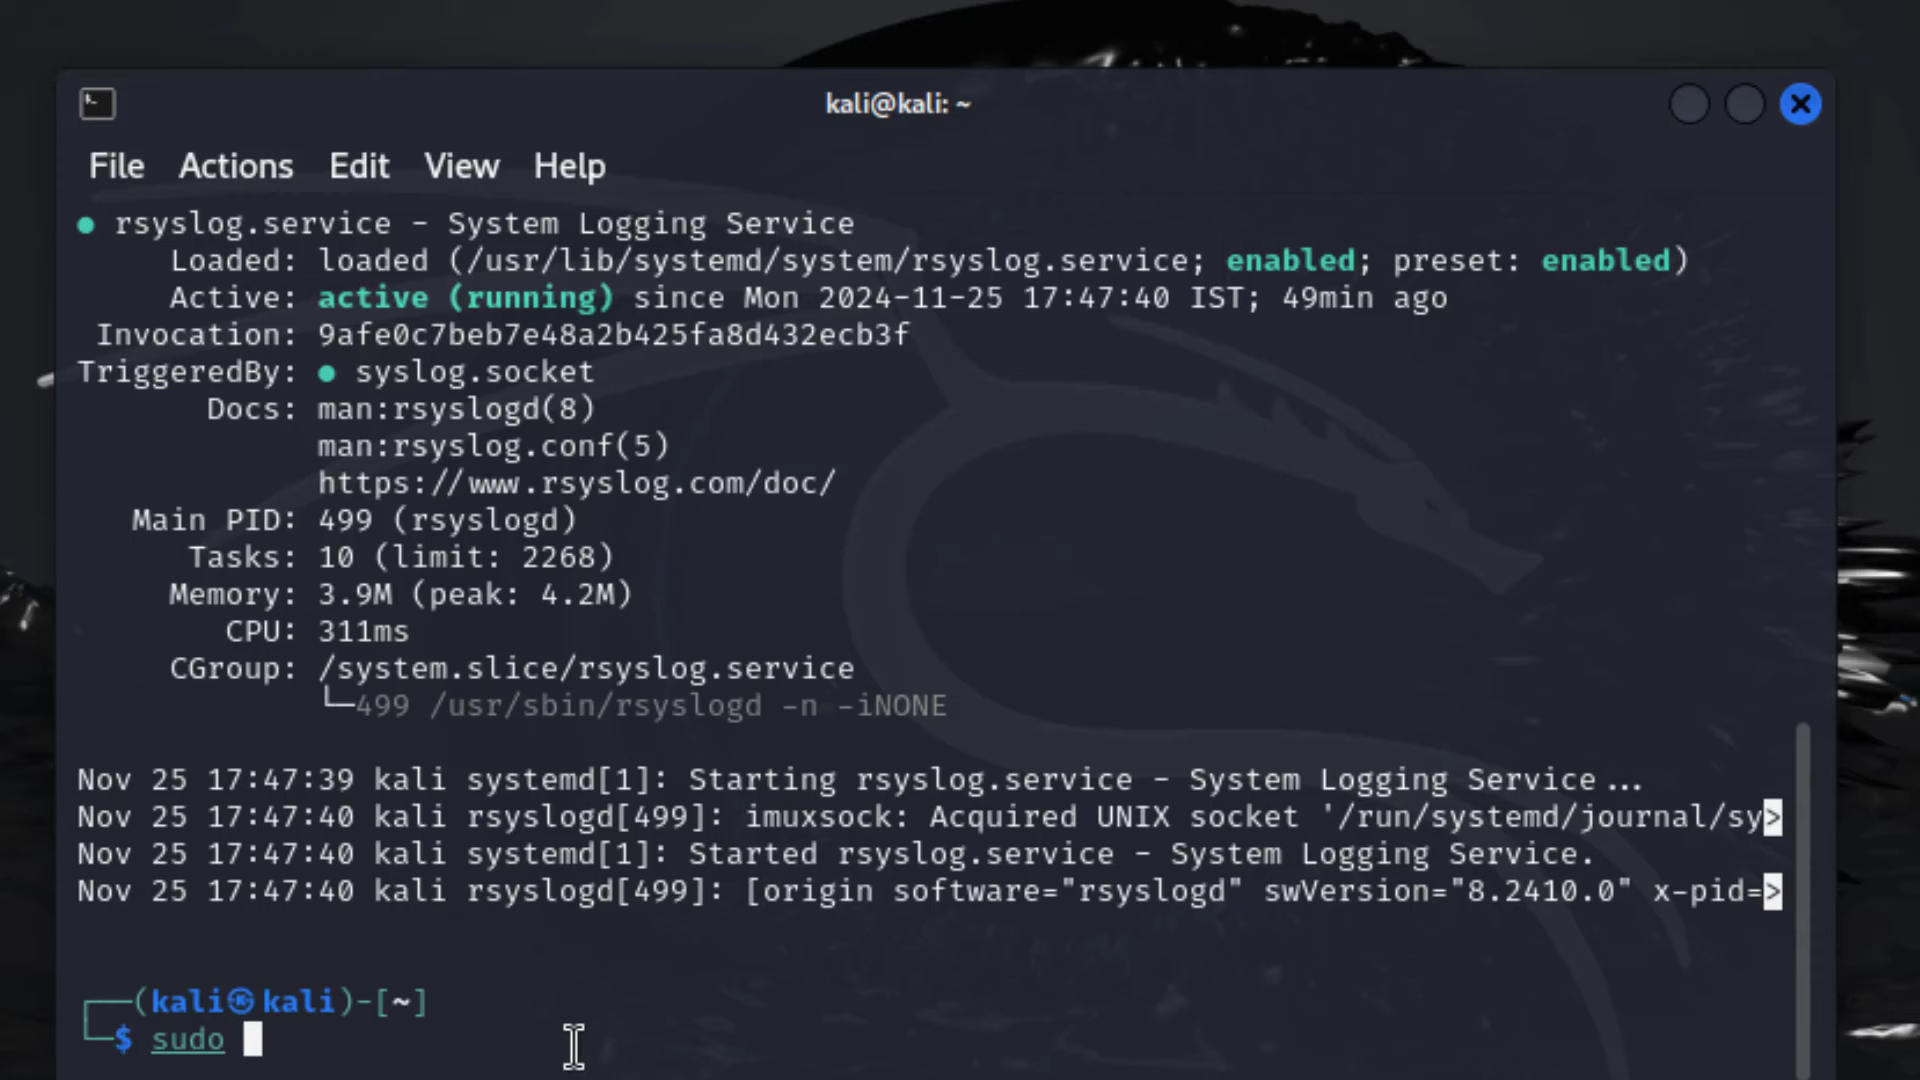 kali@kali: ~
File Actions Edit View Help
● rsyslog.service - System Logging Service
Loaded: loaded (/usr/lib/systemd/system/rsyslog.service; enabled; preset: enabled)
Active: active (running) since Mon 2024-11-25 17:47:40 IST; 49min ago
Invocation: 9afe0c7beb7e48a2b425fa8d432ecb3f
TriggeredBy: ● syslog.socket
Docs: man:rsyslogd(8)
man:rsyslog.conf(5)
https://www.rsyslog.com/doc/
Main PID: 499 (rsyslogd)
Tasks: 10 (limit: 2268)
Memory: 3.9M (peak: 4.2M)
CPU: 311ms
CGroup: /system.slice/rsyslog.service
└─499 /usr/sbin/rsyslogd -n -iNONE
Nov 25 17:47:39 kali systemd[1]: Starting rsyslog.service - System Logging Service...
Nov 25 17:47:40 kali rsyslogd[499]: imuxsock: Acquired UNIX socket '/run/systemd/journal/sy>
Nov 25 17:47:40 kali systemd[1]: Started rsyslog.service - System Logging Service.
Nov 25 17:47:40 kali rsyslogd[499]: [origin software="rsyslogd" swVersion="8.2410.0" x-pid=>
┌──(kali㉿kali)-[~]
└─$ sudo